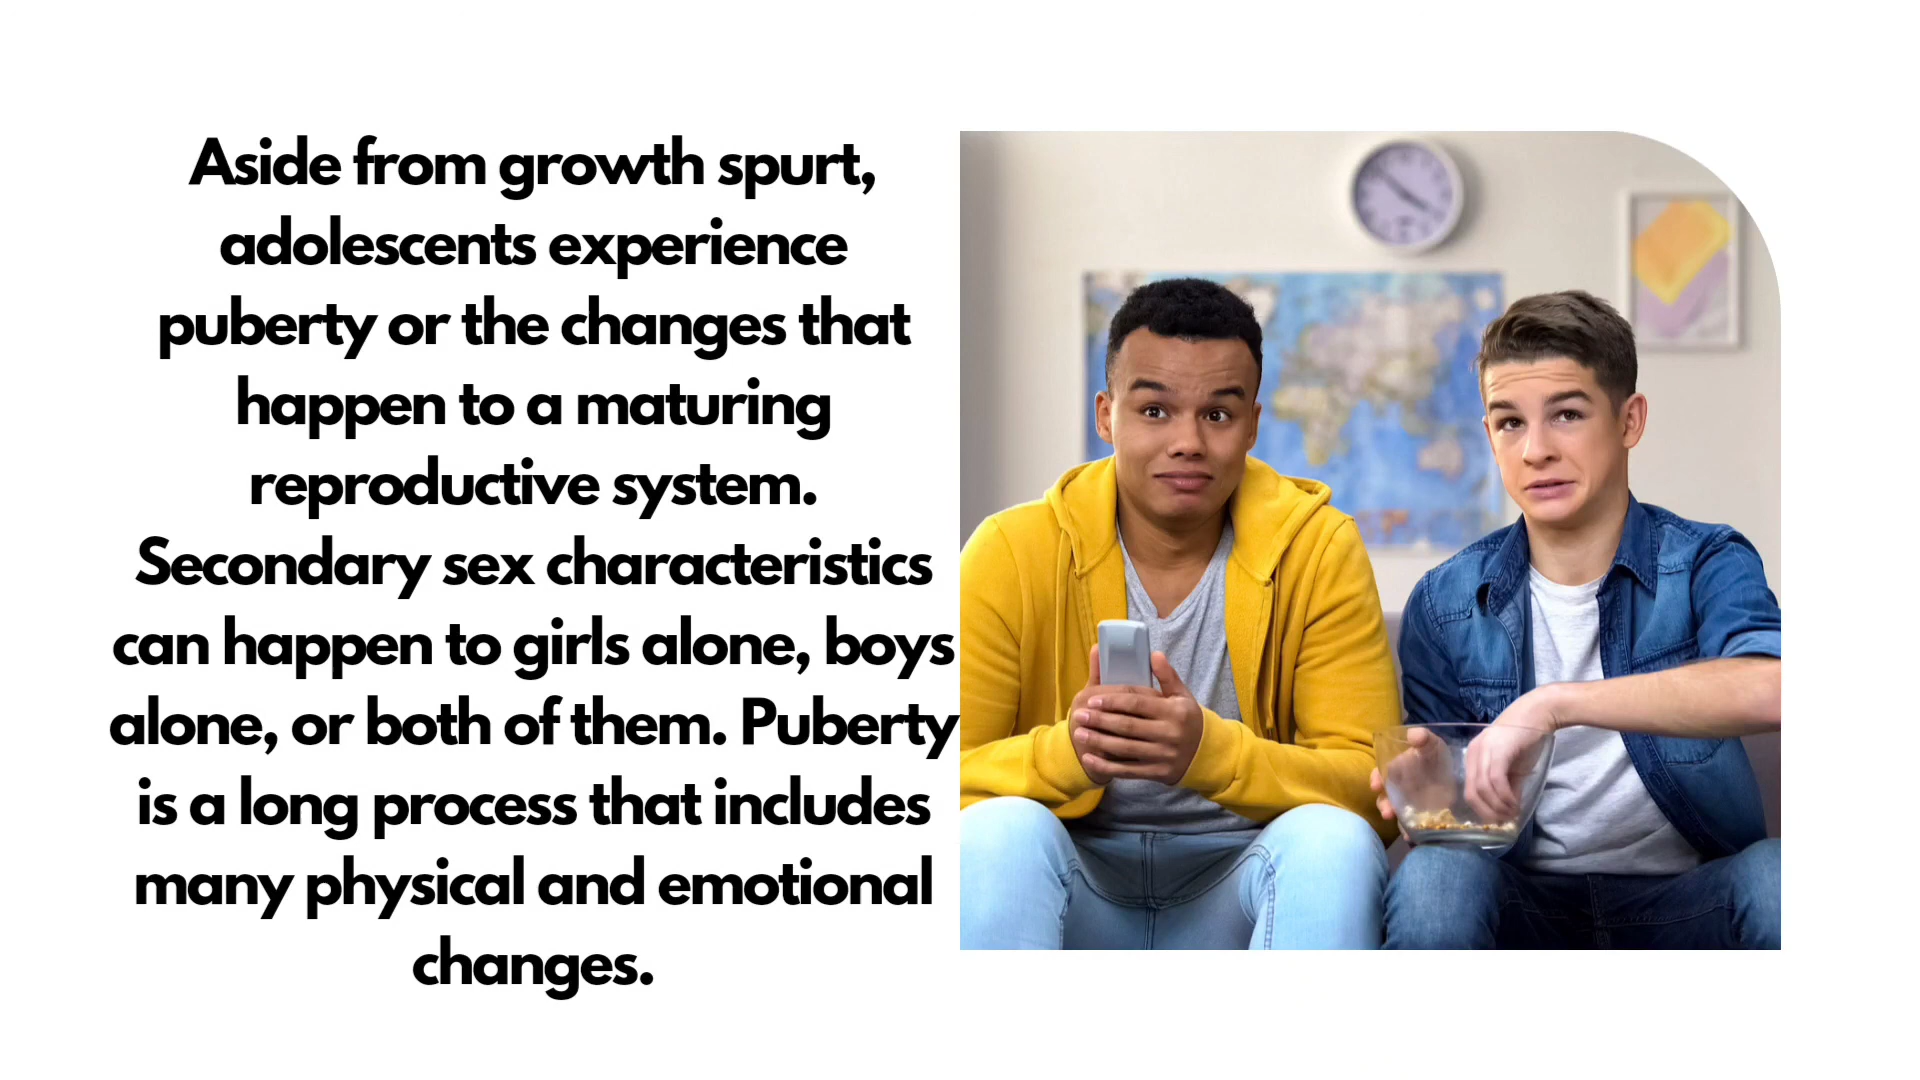 Aside from growth spurt,
adolescents experience
puberty or the changes that
happen to a maturing
reproductive system.
Secondary sex characteristics
can happen to girls alone, boys
alone, or both of them. Puberty
is a long process that includes
many physical and emotional
changes.